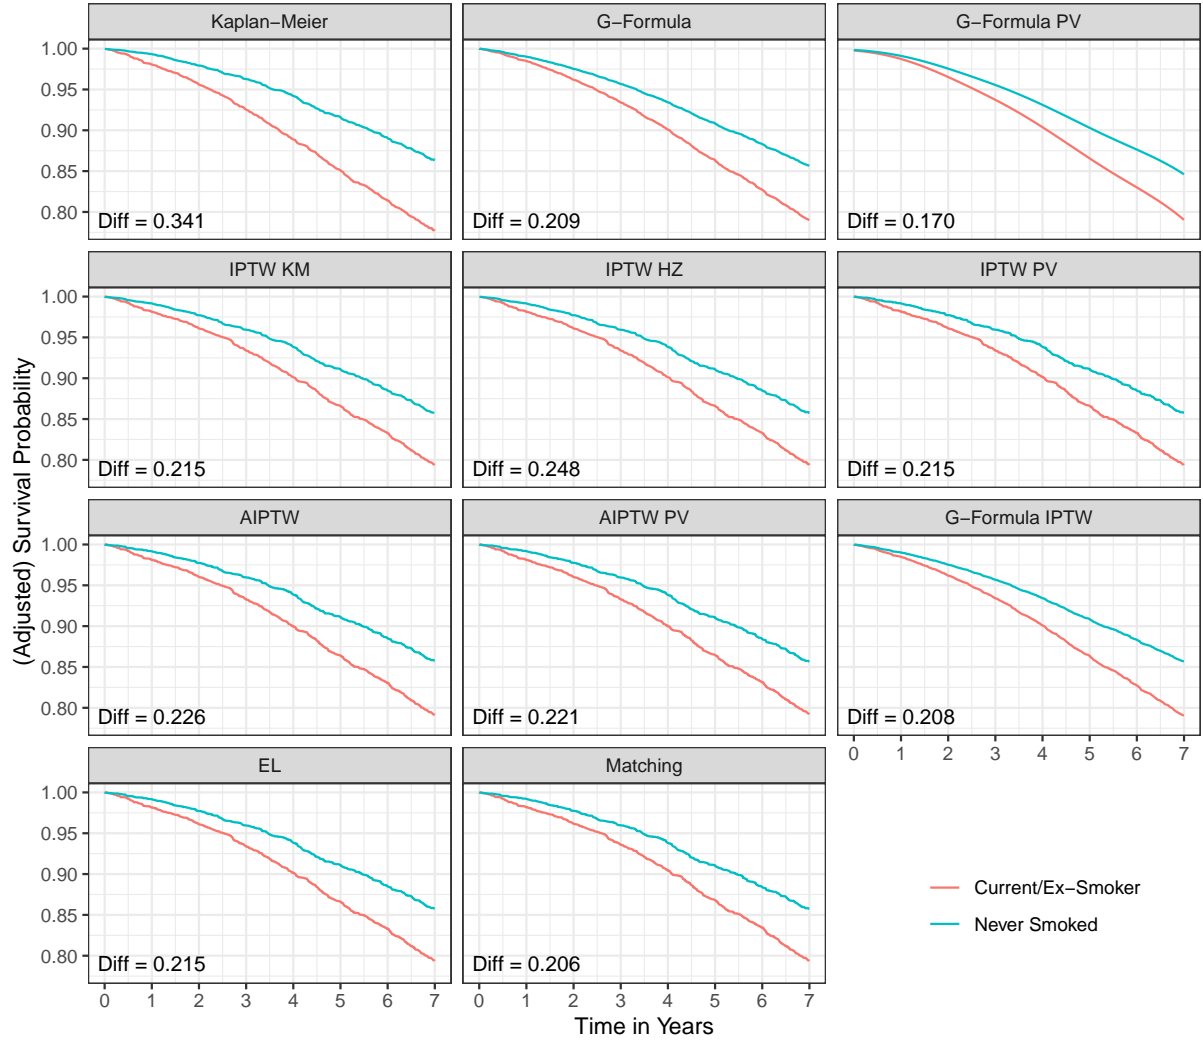 Kaplan−Meier
G−Formula
G−Formula PV
1.00
0.95
0.90
0.85
0.80
Diff = 0.341
Diff = 0.209
Diff = 0.170
IPTW KM
IPTW HZ
IPTW PV
1.00
0.95
0.90
0.85
0.80
Diff = 0.215
Diff = 0.248
Diff = 0.215
(Adjusted) Survival Probability
AIPTW
AIPTW PV
G−Formula IPTW
1.00
0.95
0.90
0.85
0.80
Diff = 0.226
Diff = 0.221
Diff = 0.208
0 1 2 3 4 5 6 7
EL
Matching
1.00
0.95
0.90
0.85
0.80
Diff = 0.215
Diff = 0.206
0 1 2 3 4 5 6 7
0 1 2 3 4 5 6 7
Time in Years
Current/Ex−Smoker
Never Smoked